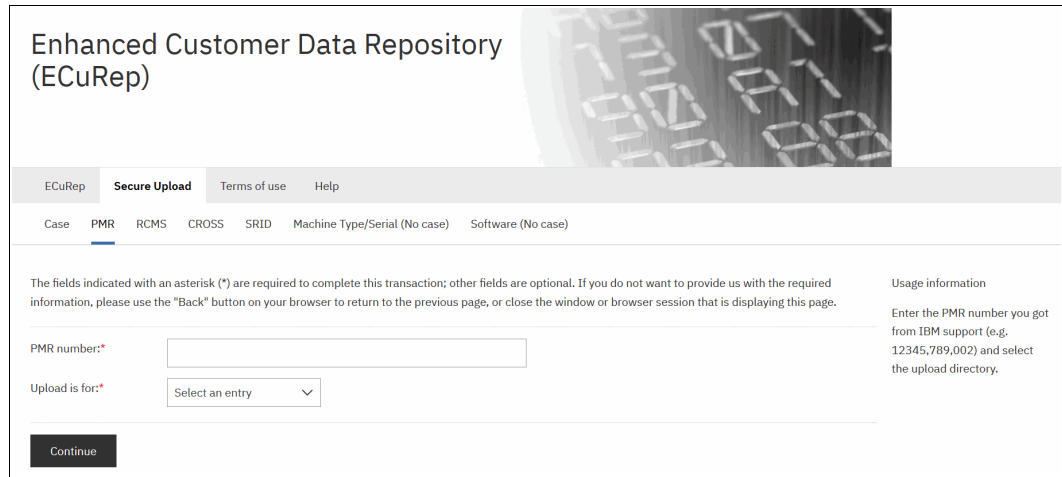 Enhanced Customer Data Repository
(ECuRep)
ECuRep Secure Upload Terms of use Help
Case PMR RCMS CROSS SRID Machine Type/Serial (No case) Software (No case)
The fields indicated with an asterisk (*) are required to complete this transaction; other fields are optional. If you do not want to provide us with the required
information, please use the "Back" button on your browser to return to the previous page, or close the window or browser session that is displaying this page.
PMR number:*
Upload is for:*
Select an entry
Continue
Usage information
Enter the PMR number you got
from IBM support (e.g.
12345,789,002) and select
the upload directory.